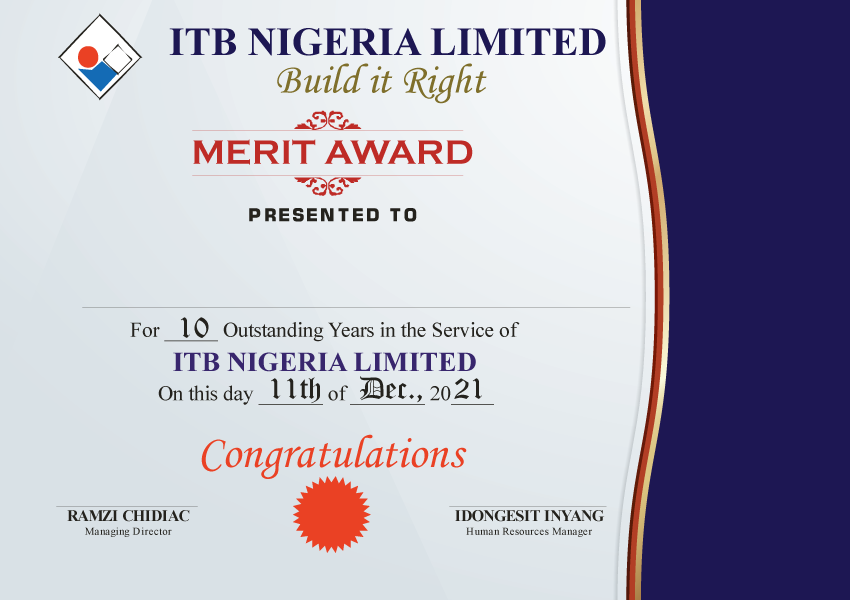 ITB NIGERIA LIMITED
Build it Right
MERIT AWARD
PRESENTED TO
For 10 Outstanding Years in the Service of
ITB NIGERIA LIMITED
On this day 11th of Dec., 2021
Congratulations
RAMZI CHIDIAC
Managing Director
IDONGESIT INYANG
Human Resources Manager